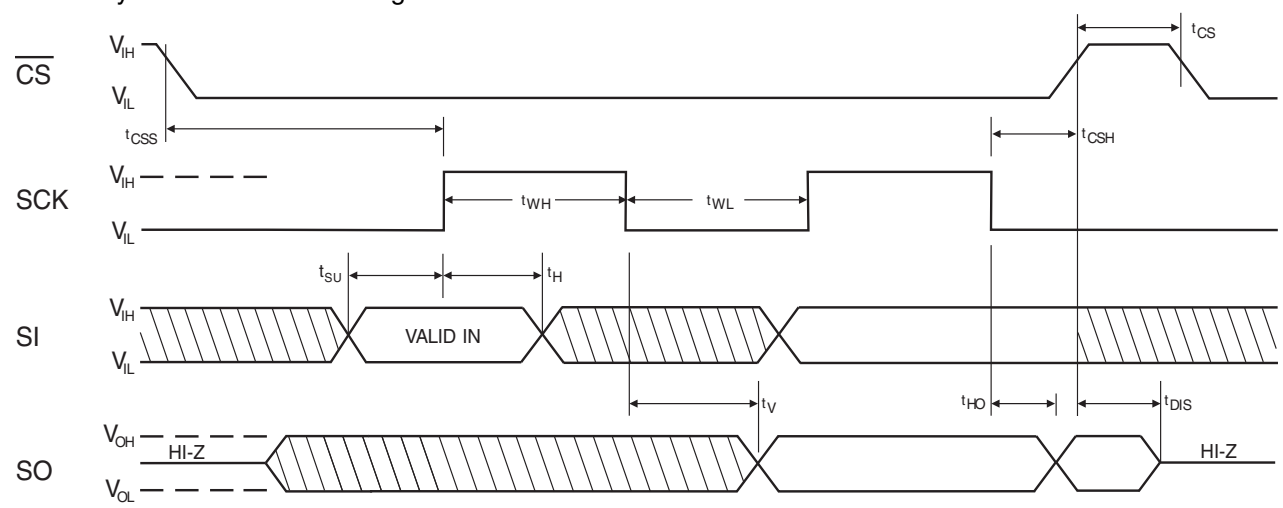 tCS
VIH
CS
VIL
tCSS
tCSH
VIH
SCK
tWH
tWL
VIL
tSU
tH
VIH
SI
VALID IN
VIL
tV
tHO
tDIS
VOH
HI-Z
HI-Z
SO
VOL